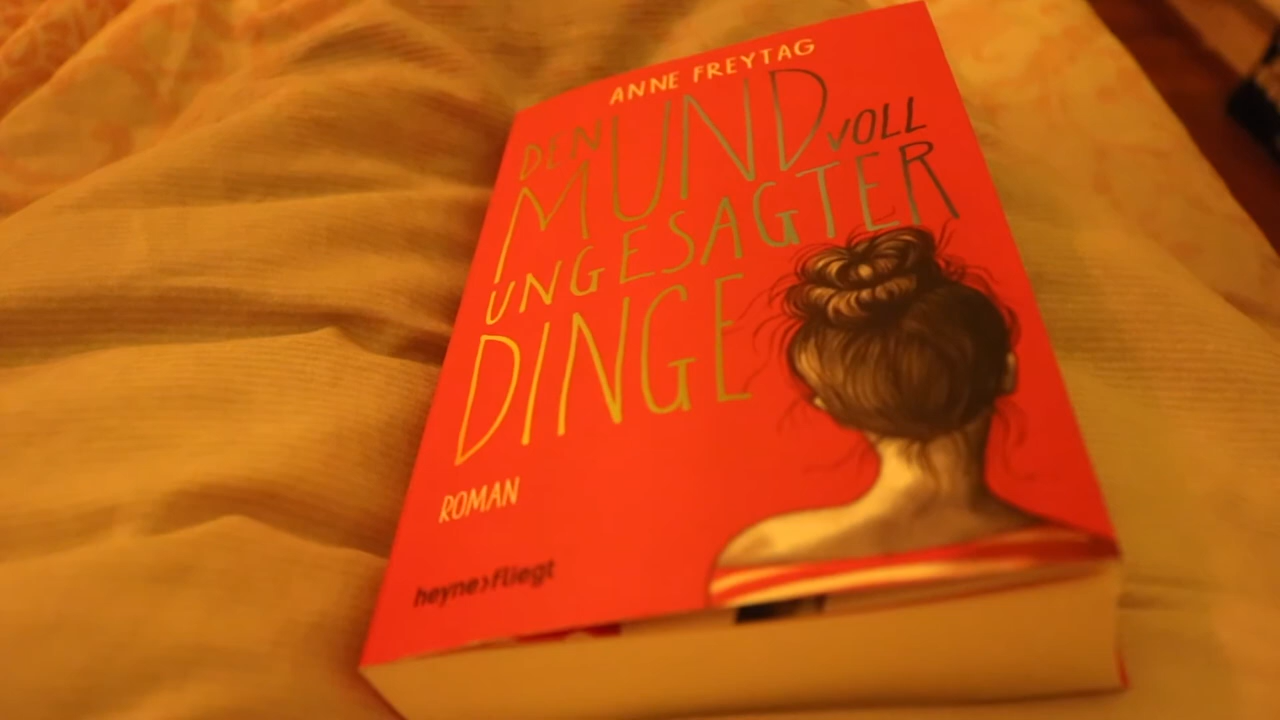 ANNE FREYTAG
DEN
MUND VOLL
UNGESAGTER
DINGE
ROMAN
heyne>fliegt